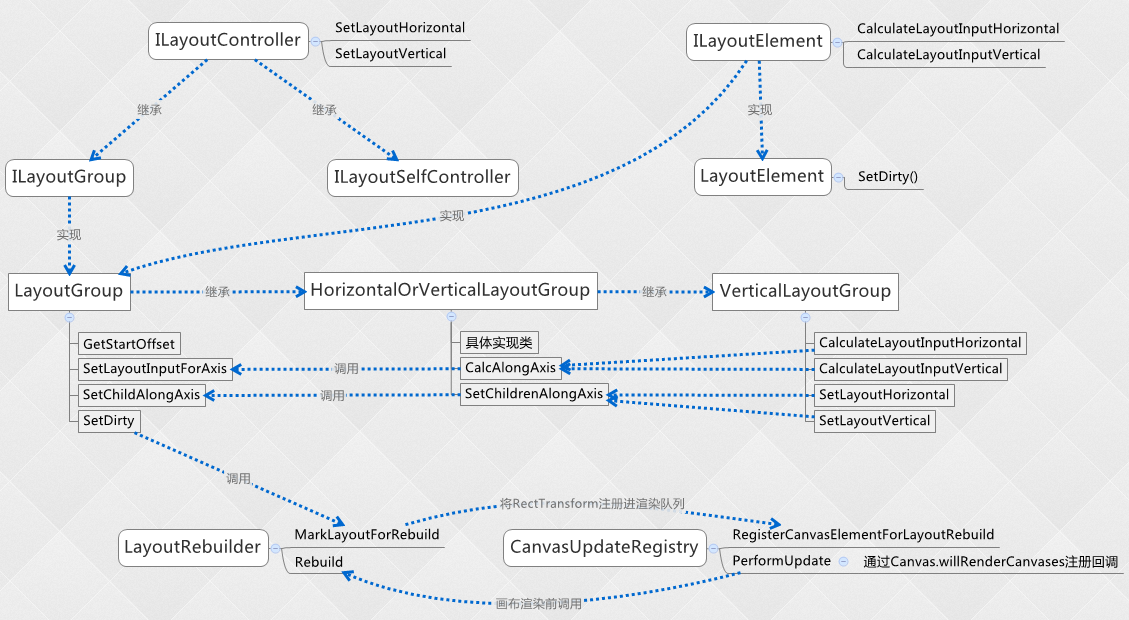 ILayoutController
SetLayoutHorizontal
SetLayoutVertical
ILayoutElement
CalculateLayoutInputHorizontal
CalculateLayoutInputVertical
继承
继承
实现
ILayoutGroup
ILayoutSelfController
LayoutElement
SetDirty()
实现
实现
LayoutGroup
继承
HorizontalOrVerticalLayoutGroup
继承
VerticalLayoutGroup
GetStartOffset
SetLayoutInputForAxis
SetChildAlongAxis
SetDirty
调用
调用
具体实现类
CalcAlongAxis
SetChildrenAlongAxis
CalculateLayoutInputHorizontal
CalculateLayoutInputVertical
SetLayoutHorizontal
SetLayoutVertical
调用
将RectTransform注册进渲染队列
LayoutRebuilder
MarkLayoutForRebuild
Rebuild
CanvasUpdateRegistry
RegisterCanvasElementForLayoutRebuild
PerformUpdate
通过Canvas.willRenderCanvases注册回调
画布渲染前调用